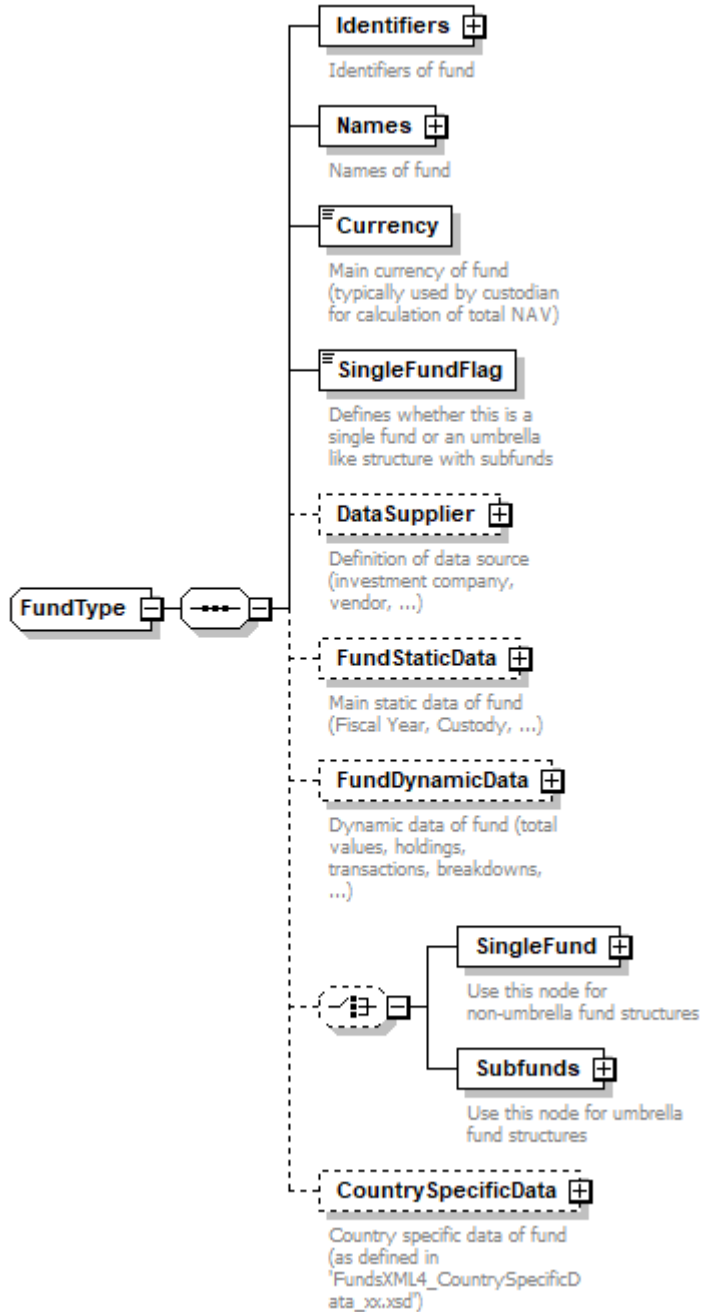 Identifiers
Identifiers of fund
Names
Names of fund
Currency
Main currency of fund
(typically used by custodian
for calculation of total NAV)
SingleFundFlag
Defines whether this is a
single fund or an umbrella
like structure with subfunds
DataSupplier
Definition of data source
(investment company,
vendor, ...)
FundType
FundStaticData
Main static data of fund
(Fiscal Year, Custody, ...)
FundDynamicData
Dynamic data of fund (total
values, holdings,
transactions, breakdowns,
...)
SingleFund
Use this node for
non-umbrella fund structures
Subfunds
Use this node for umbrella
fund structures
CountrySpecificData
Country specific data of fund
(as defined in
'FundsXML4_CountrySpecificD
ata_xx.xsd')